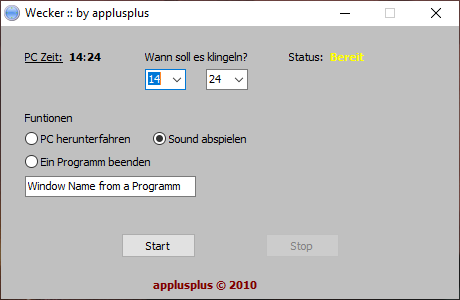 Wecker :: by applusplus
PC Zeit: 14:24 Wann soll es klingeln? Status: Bereit
14 24
Funtionen
PC herunterfahren Sound abspielen
Ein Programm beenden
Window Name from a Programm
Start Stop
applusplus © 2010